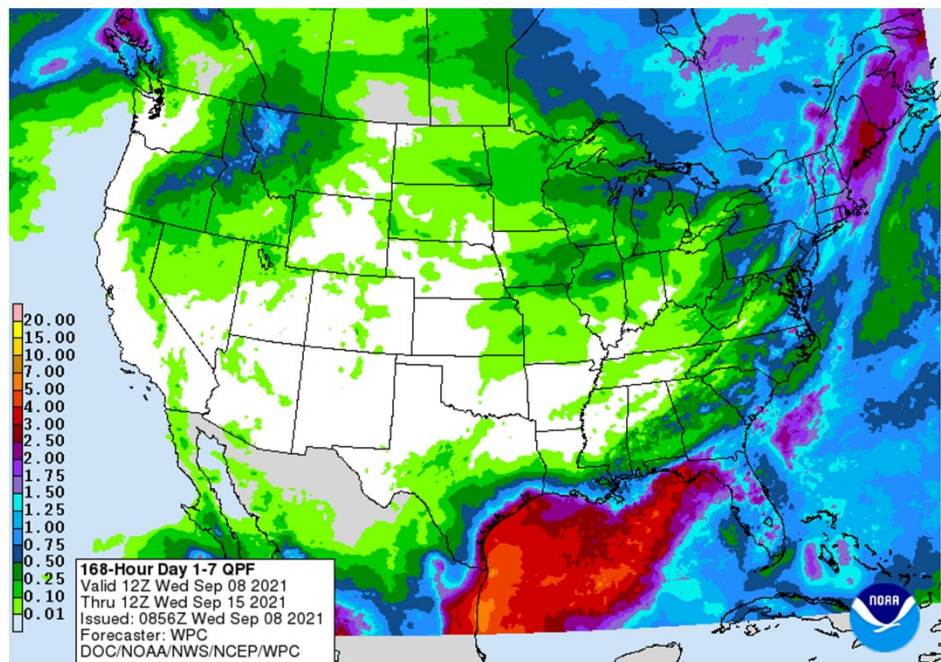 20.00
15.00
10.00
7.00
5.00
4.00
3.00
2.50
2.00
1.75
1.50
1.25
1.00
0.75
0.50
0.25
0.10
0.01
168-Hour Day 1-7 QPF
Valid 12Z Wed Sep 08 2021
Thru 12Z Wed Sep 15 2021
Issued: 0856Z Wed Sep 08 2021
Forecaster: WPC
DOC/NOAA/NWS/NCEP/WPC
NOAA